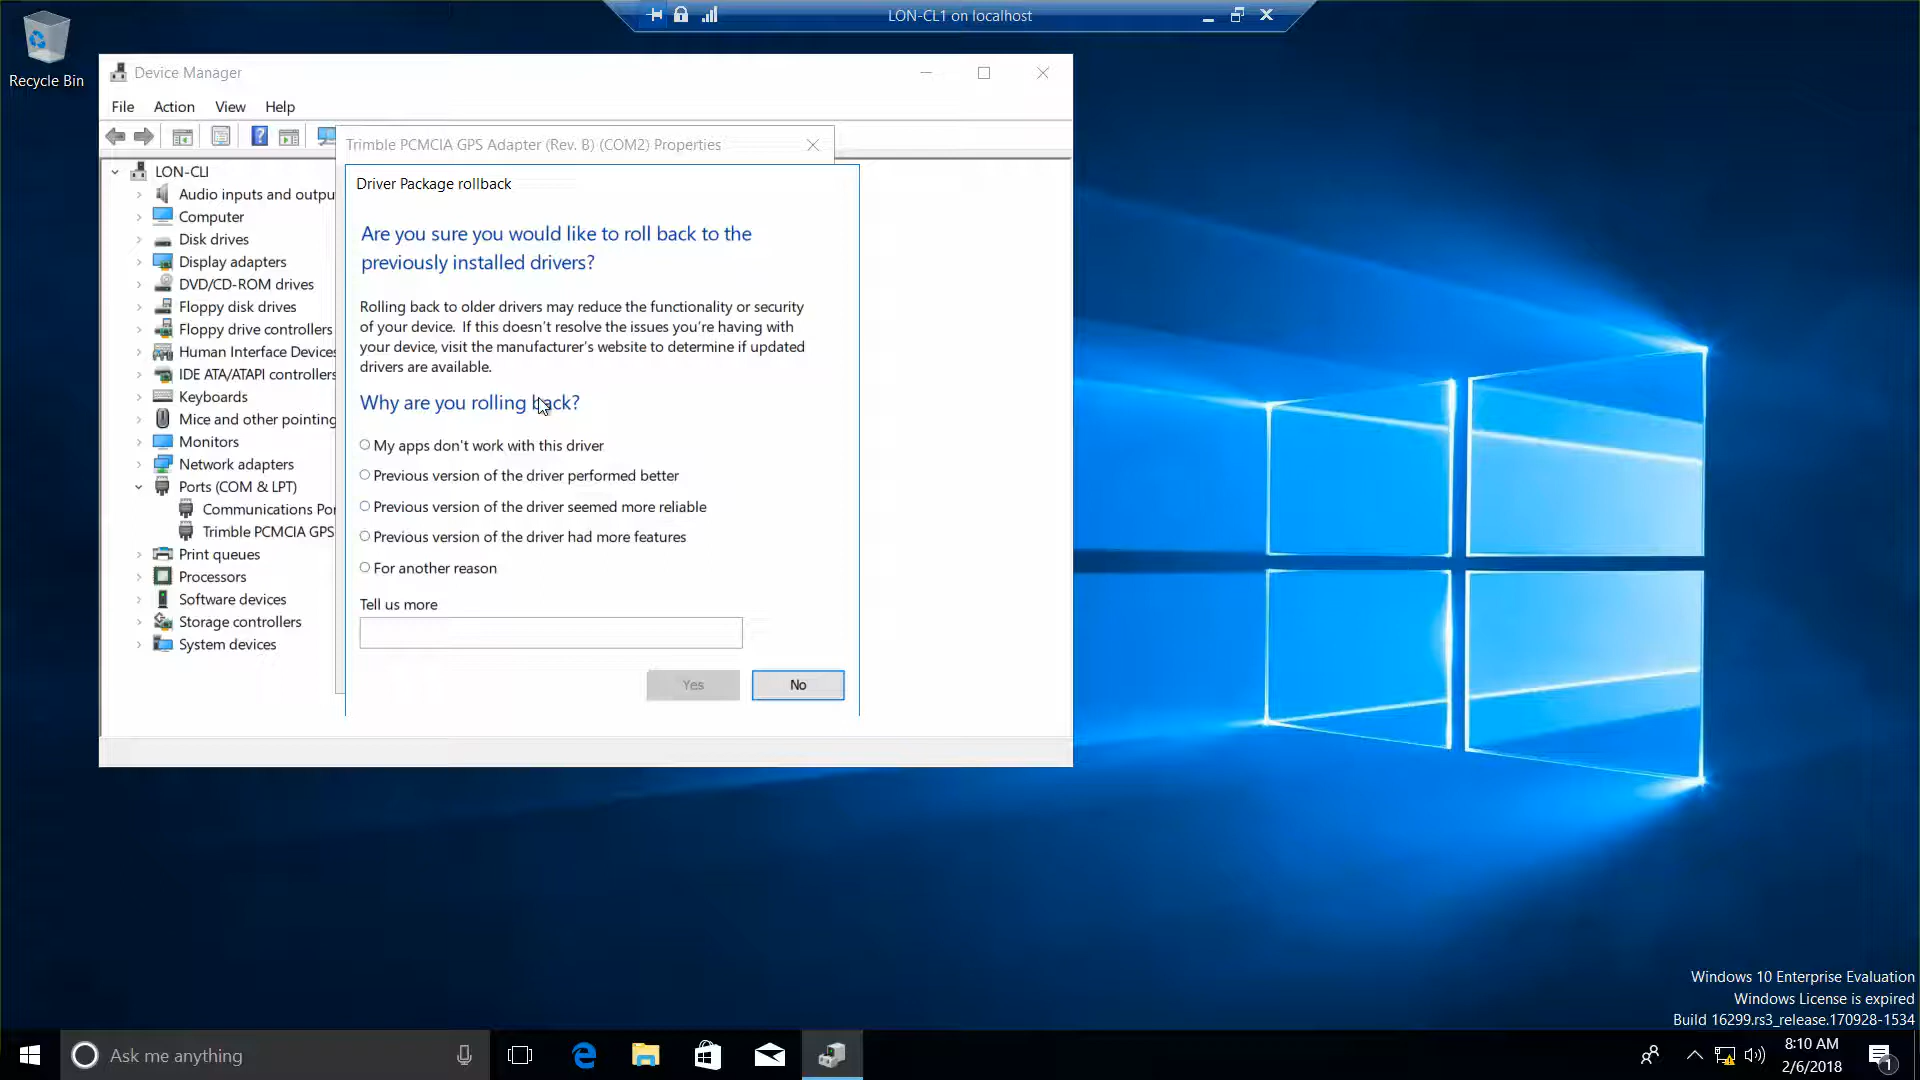 LON-CL1 on localhost
Recycle Bin
Device Manager
File Action View Help
Trimble PCMCIA GPS Adapter (Rev. B) (COM2) Properties
LON-CLI
Audio inputs and outpu
Computer
Disk drives
Display adapters
DVD/CD-ROM drives
Floppy disk drives
Floppy drive controllers
Human Interface Devices
IDE ATA/ATAPI controllers
Keyboards
Mice and other pointing
Monitors
Network adapters
Ports (COM & LPT)
Communications Por
Trimble PCMCIA GPS
Print queues
Processors
Software devices
Storage controllers
System devices
Driver Package rollback
Are you sure you would like to roll back to the
previously installed drivers?
Rolling back to older drivers may reduce the functionality or security
of your device. If this doesn't resolve the issues you're having with
your device, visit the manufacturer's website to determine if updated
drivers are available.
Why are you rolling back?
My apps don't work with this driver
Previous version of the driver performed better
Previous version of the driver seemed more reliable
Previous version of the driver had more features
For another reason
Tell us more
Yes No
Windows 10 Enterprise Evaluation
Windows License is expired
Build 16299.rs3_release.170928-1534
Ask me anything
8:10 AM
2/6/2018
1